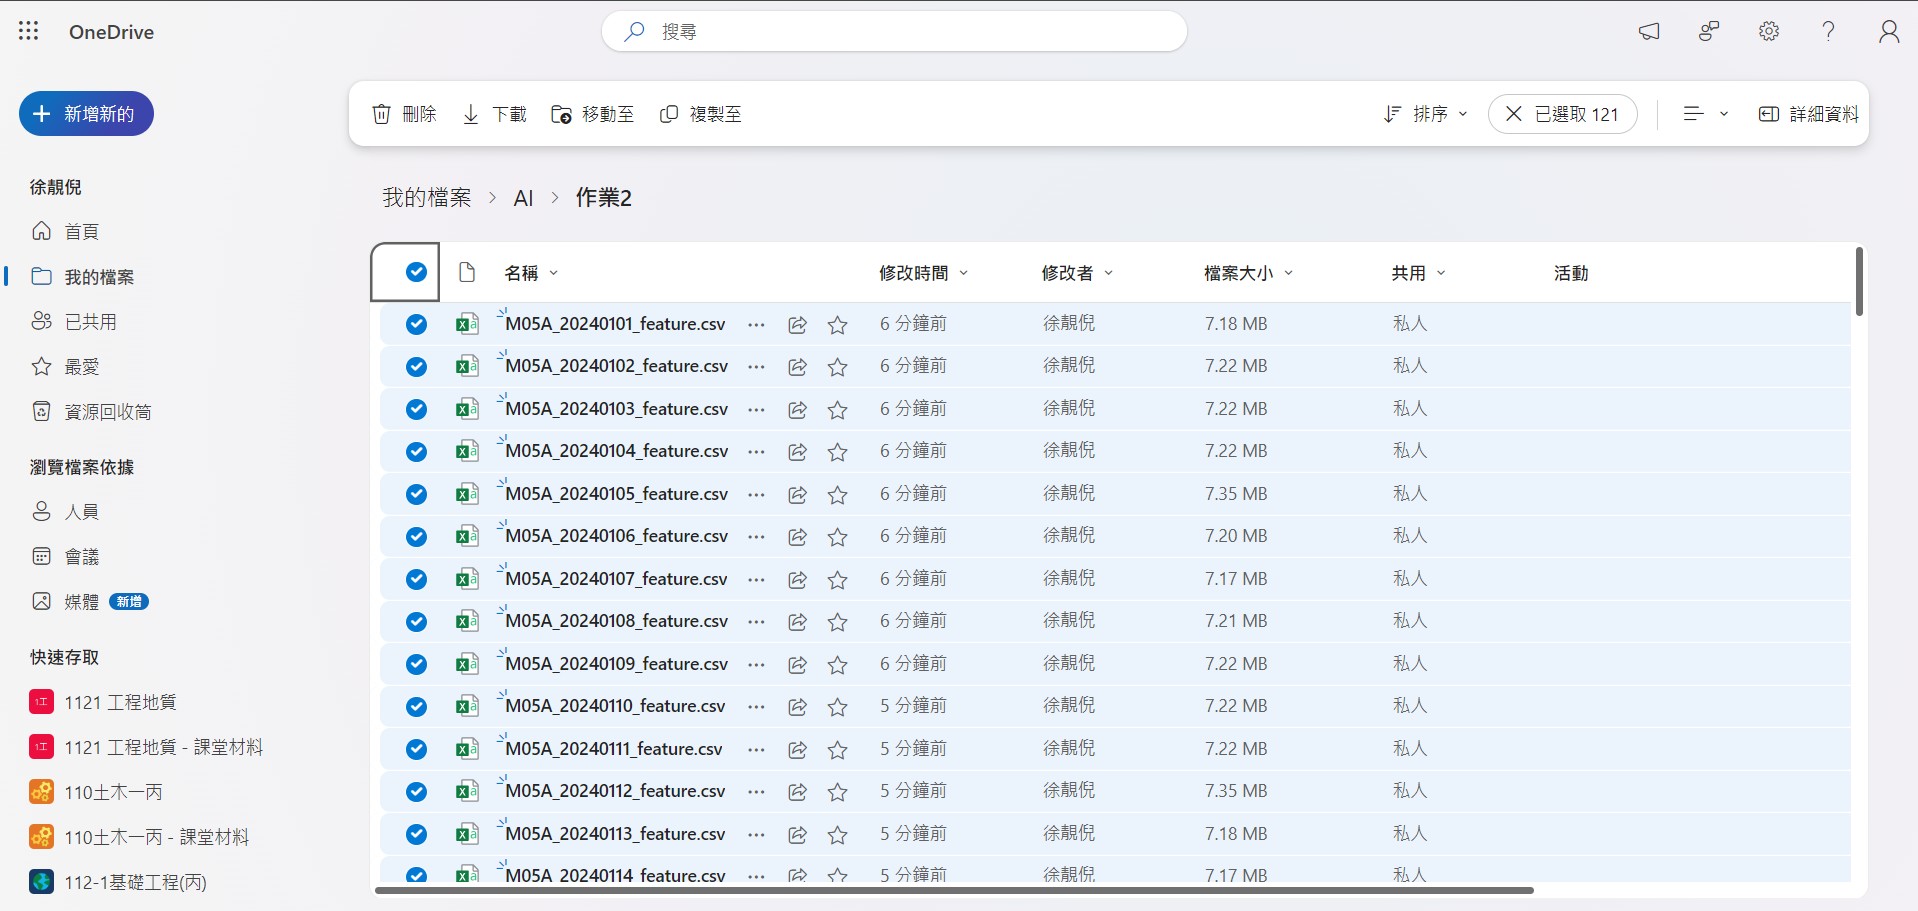 OneDrive
搜尋
新增新的
刪除
下載
移動至
複製至
排序
已選取 121
詳細資料
徐靚倪
首頁
我的檔案
已共用
最愛
資源回收筒
瀏覽檔案依據
人員
會議
媒體 新增
快速存取
1工 1121 工程地質
1工 1121 工程地質 - 課堂材料
110土木一丙
110土木一丙 - 課堂材料
112-1基礎工程(丙)
我的檔案 > AI > 作業2
名稱 修改時間 修改者 檔案大小 共用 活動
M05A_20240101_feature.csv 6 分鐘前 徐靚倪 7.18 MB 私人
M05A_20240102_feature.csv 6 分鐘前 徐靚倪 7.22 MB 私人
M05A_20240103_feature.csv 6 分鐘前 徐靚倪 7.22 MB 私人
M05A_20240104_feature.csv 6 分鐘前 徐靚倪 7.22 MB 私人
M05A_20240105_feature.csv 6 分鐘前 徐靚倪 7.35 MB 私人
M05A_20240106_feature.csv 6 分鐘前 徐靚倪 7.20 MB 私人
M05A_20240107_feature.csv 6 分鐘前 徐靚倪 7.17 MB 私人
M05A_20240108_feature.csv 6 分鐘前 徐靚倪 7.21 MB 私人
M05A_20240109_feature.csv 6 分鐘前 徐靚倪 7.22 MB 私人
M05A_20240110_feature.csv 5 分鐘前 徐靚倪 7.22 MB 私人
M05A_20240111_feature.csv 5 分鐘前 徐靚倪 7.22 MB 私人
M05A_20240112_feature.csv 5 分鐘前 徐靚倪 7.35 MB 私人
M05A_20240113_feature.csv 5 分鐘前 徐靚倪 7.18 MB 私人
M05A_20240114_feature.csv 5 分鐘前 徐靚倪 7.17 MB 私人